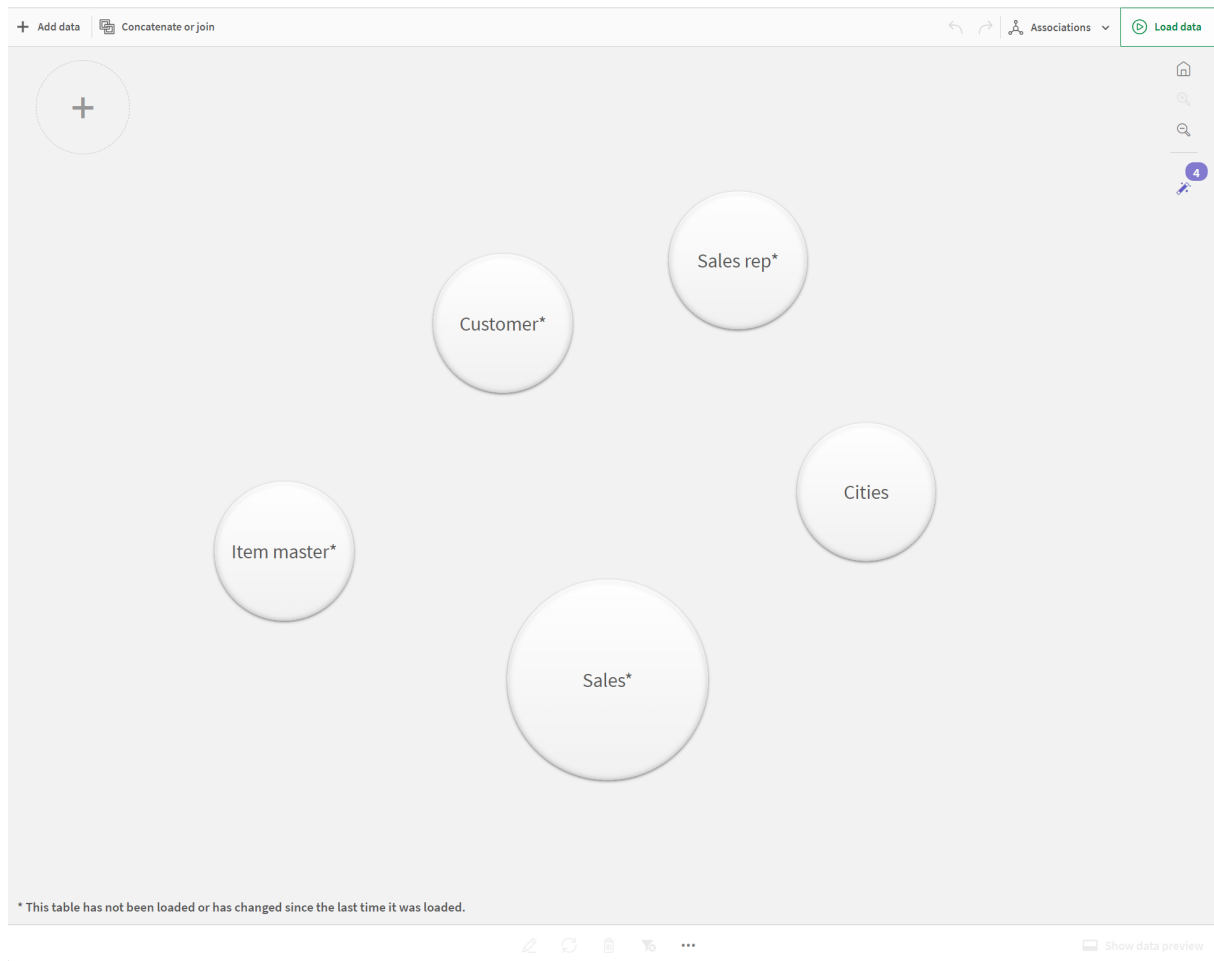 Add data
Concatenate or join
Associations
Load data
4
Sales rep*
Customer*
Cities
Item master*
Sales*
* This table has not been loaded or has changed since the last time it was loaded.
Show data preview